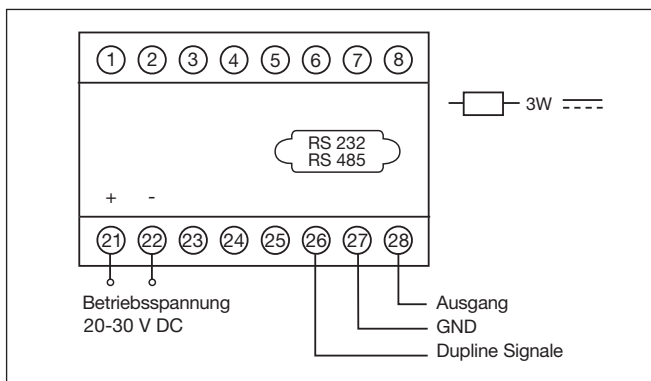 1 2 3 4 5 6 7 8
3W
RS 232
RS 485
+ -
21 22 23 24 25 26 27 28
Betriebsspannung
20-30 V DC
Ausgang
GND
Dupline Signale